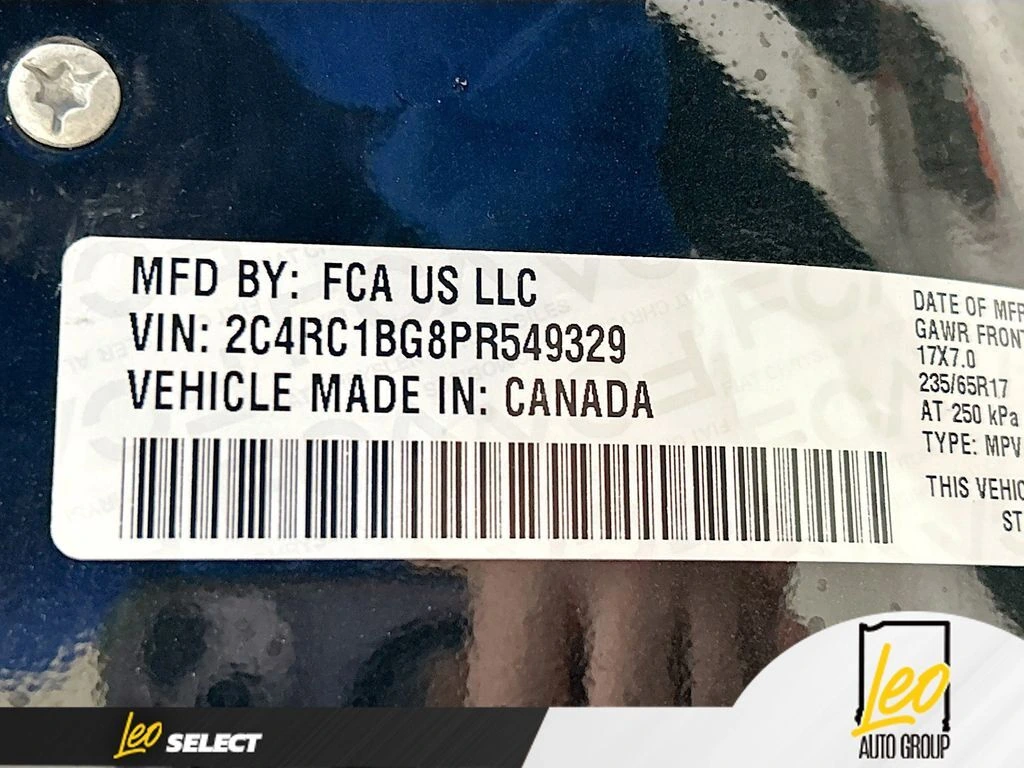 MFD BY: FCA US LLC
VIN: 2C4RC1BG8PR549329
VEHICLE MADE IN: CANADA
DATE OF MFR
GAWR FRONT
17X7.0
235/65R17
AT 250 kPa
TYPE: MPV
THIS VEHIC
ST
Leo SELECT
Leo
AUTO GROUP